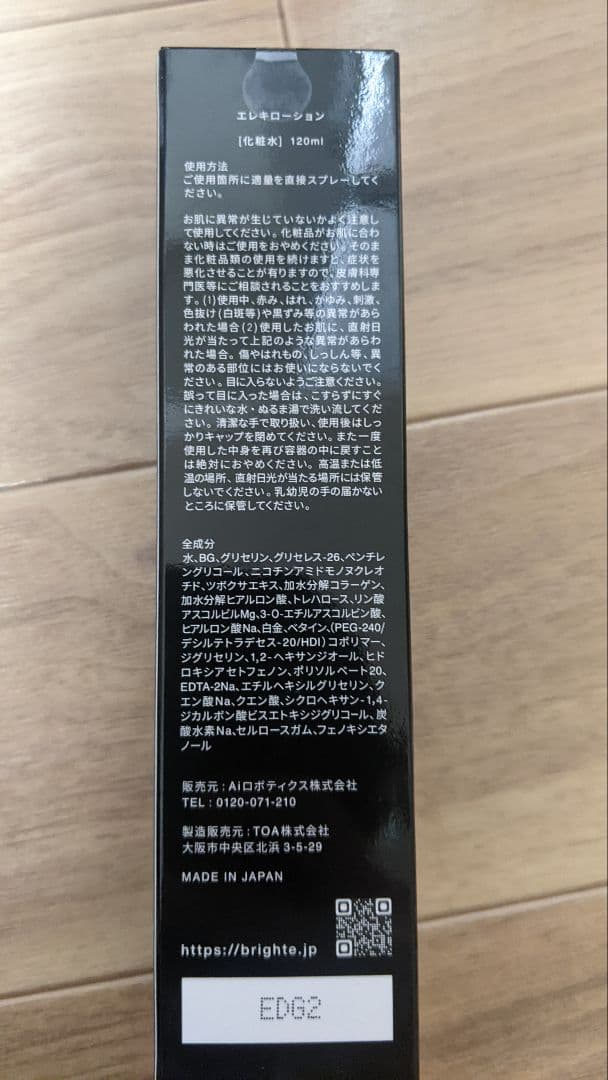 エレキローション
[化粧水] 120ml
使用方法
ご使用箇所に適量を直接スプレーしてく
ださい。
お肌に異常が生じていないかよく注意し
て使用してください。化粧品がお肌に合わ
ない時はご使用をおやめください。そのま
ま化粧品類の使用を続けますと、症状を
悪化させることが有りますので、皮膚科専
門医等にご相談されることをおすすめしま
す。(1)使用中、赤み、はれ、かゆみ、刺激、
色抜け(白斑等)や黒ずみ等の異常があら
われた場合(2)使用したお肌に、直射日
光が当たって上記のような異常があらわ
れた場合。傷やはれもの、しっしん等、異
常のある部位にはお使いにならないでく
ださい。目に入らないようご注意ください。
誤って目に入った場合は、こすらずにすぐ
にきれいな水・ぬるま湯で洗い流してくだ
さい。清潔な手で取り扱い、使用後はしっ
かりキャップを閉めてください。また一度
使用した中身を再び容器の中に戻すこと
は絶対におやめください。高温または低
温の場所、直射日光が当たる場所には保管
しないでください。乳幼児の手の届かない
ところに保管してください。
全成分
水、BG、グリセリン、グリセレス-26、ペンチレ
ングリコール、ニコチンアミドモノヌクレオ
チド、ツボクサエキス、加水分解コラーゲン、
加水分解ヒアルロン酸、トレハロース、リン酸
アスコルビルMg、3-O-エチルアスコルビン酸、
ヒアルロン酸Na、白金、ベタイン、(PEG-240/
デシルテトラデセス-20/HDI)コポリマー、
ジグリセリン、1,2-ヘキサンジオール、ヒド
ロキシアセトフェノン、ポリソルベート20、
EDTA-2Na、エチルヘキシルグリセリン、ク
エン酸Na、クエン酸、シクロヘキサン-1,4-
ジカルボン酸ビスエトキシジグリコール、炭
酸水素Na、セルロースガム、フェノキシエタ
ノール
販売元：Aiロボティクス株式会社
TEL：0120-071-210
製造販売元：TOA株式会社
大阪市中央区北浜 3-5-29
MADE IN JAPAN
https://brighte.jp
EDG2